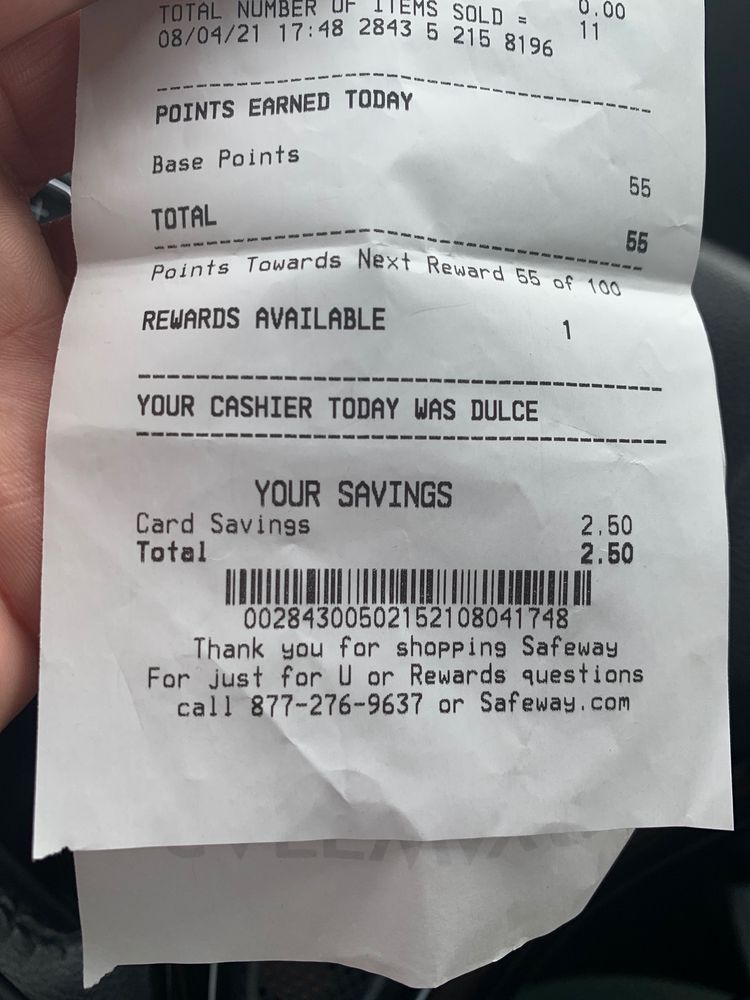 0.00
TOTAL NUMBER OF ITEMS SOLD = 11
08/04/21 17:48 2843 5 215 8196
POINTS EARNED TODAY
Base Points 55
TOTAL 55
Points Towards Next Reward 55 of 100
REWARDS AVAILABLE 1
YOUR CASHIER TODAY WAS DULCE
YOUR SAVINGS
Card Savings 2.50
Total 2.50
00284300502152108041748
Thank you for shopping Safeway
For just for U or Rewards questions
call 877-276-9637 or Safeway.com